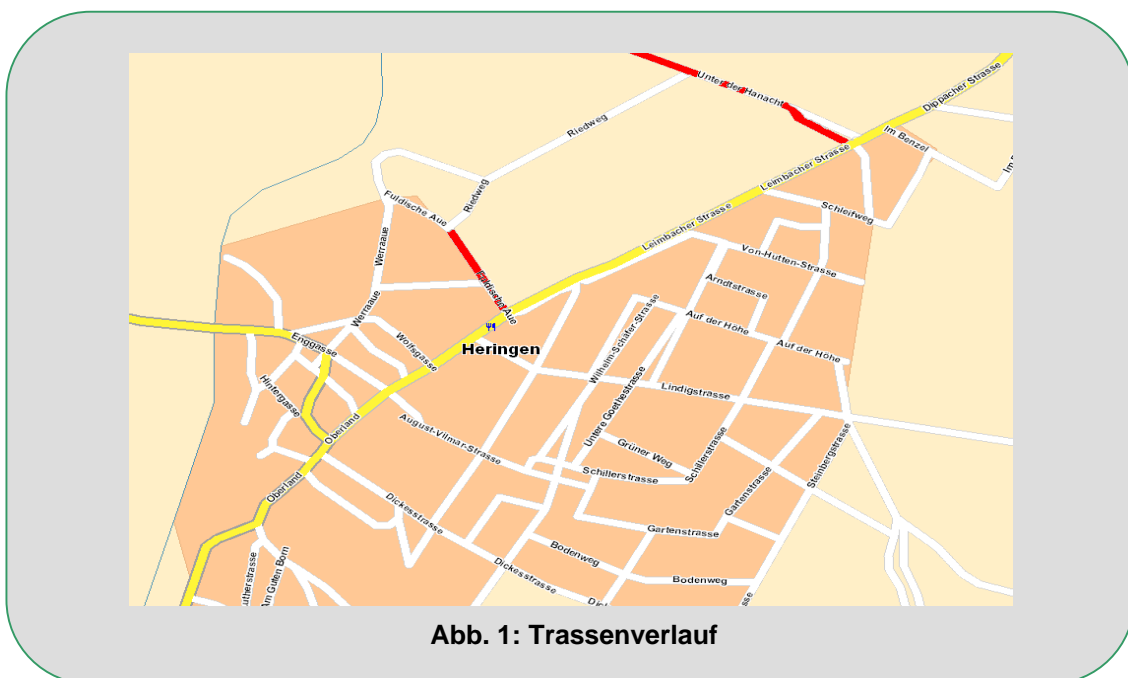 Unter der Hanacht
Dippacher Strasse
Riedweg
Im Benzel
Leimbacher Strasse
Fuldische Aue
Riedweg
Schleifweg
Leimbacher Strasse
Werraaue
Von-Hutten-Strasse
Arndtstrasse
Fuldische Aue
Werraaue
Wolfsgasse
Enggasse
Heringen
Wilhelm-Schäfer-Strasse
Auf der Höhe
Auf der Höhe
Hintergasse
Lindigstrasse
Untere Goethestrasse
Oberland
August-Vilmar-Strasse
Grüner Weg
Schillerstrasse
Schillerstrasse
Steinbergstrasse
Gartenstrasse
Oberland
Dickesstrasse
Gartenstrasse
Bodenweg
Dickesstrasse
Bodenweg
utherstrasse
Am Guten Born
Abb. 1: Trassenverlauf